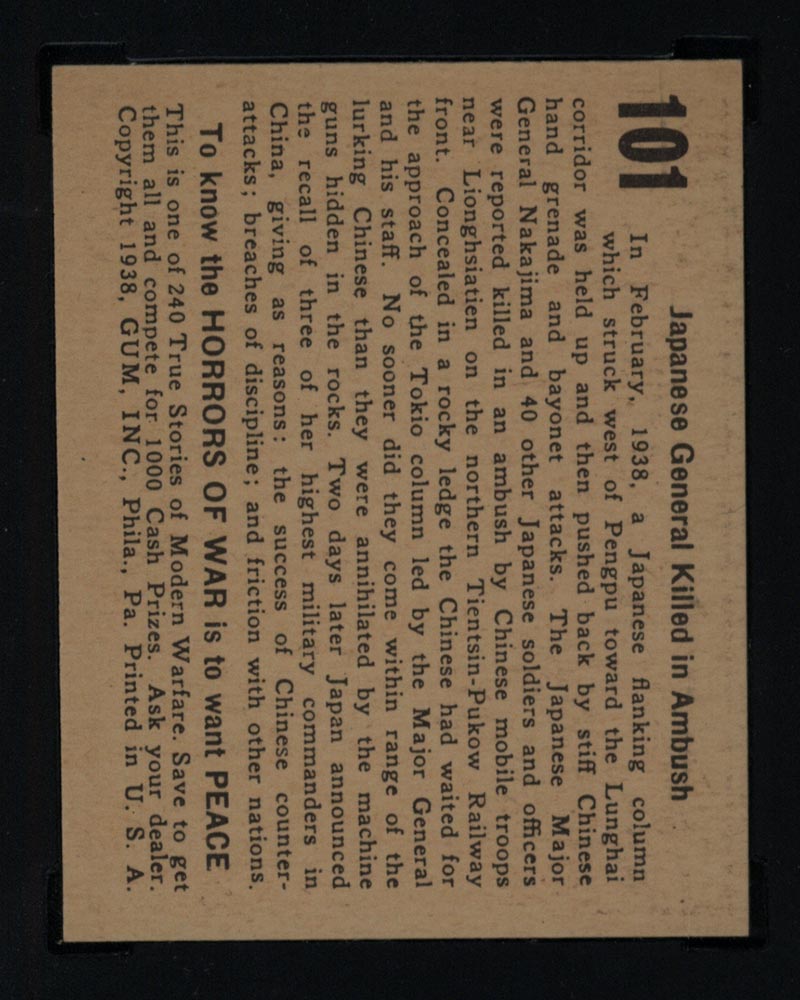 101
Japanese General Killed in Ambush
In February, 1938, a Japanese flanking column
which struck west of Pengpu toward the Lunghai
corridor was held up and then pushed back by stiff Chinese
hand grenade and bayonet attacks. The Japanese Major
General Nakajima and 40 other Japanese soldiers and officers
were reported killed in an ambush by Chinese mobile troops
near Lionghsiatien on the northern Tientsin-Pukow Railway
front. Concealed in a rocky ledge the Chinese had waited for
the approach of the Tokio column led by the Major General
and his staff. No sooner did they come within range of the
lurking Chinese than they were annihilated by the machine
guns hidden in the rocks. Two days later Japan announced
the recall of three of her highest military commanders in
China, giving as reasons: the success of Chinese counter-
attacks; breaches of discipline; and friction with other nations.
To know the HORRORS OF WAR is to want PEACE
This is one of 240 True Stories of Modern Warfare. Save to get
them all and compete for 1000 Cash Prizes. Ask your dealer.
Copyright 1938, GUM, INC., Phila., Pa. Printed in U. S. A.